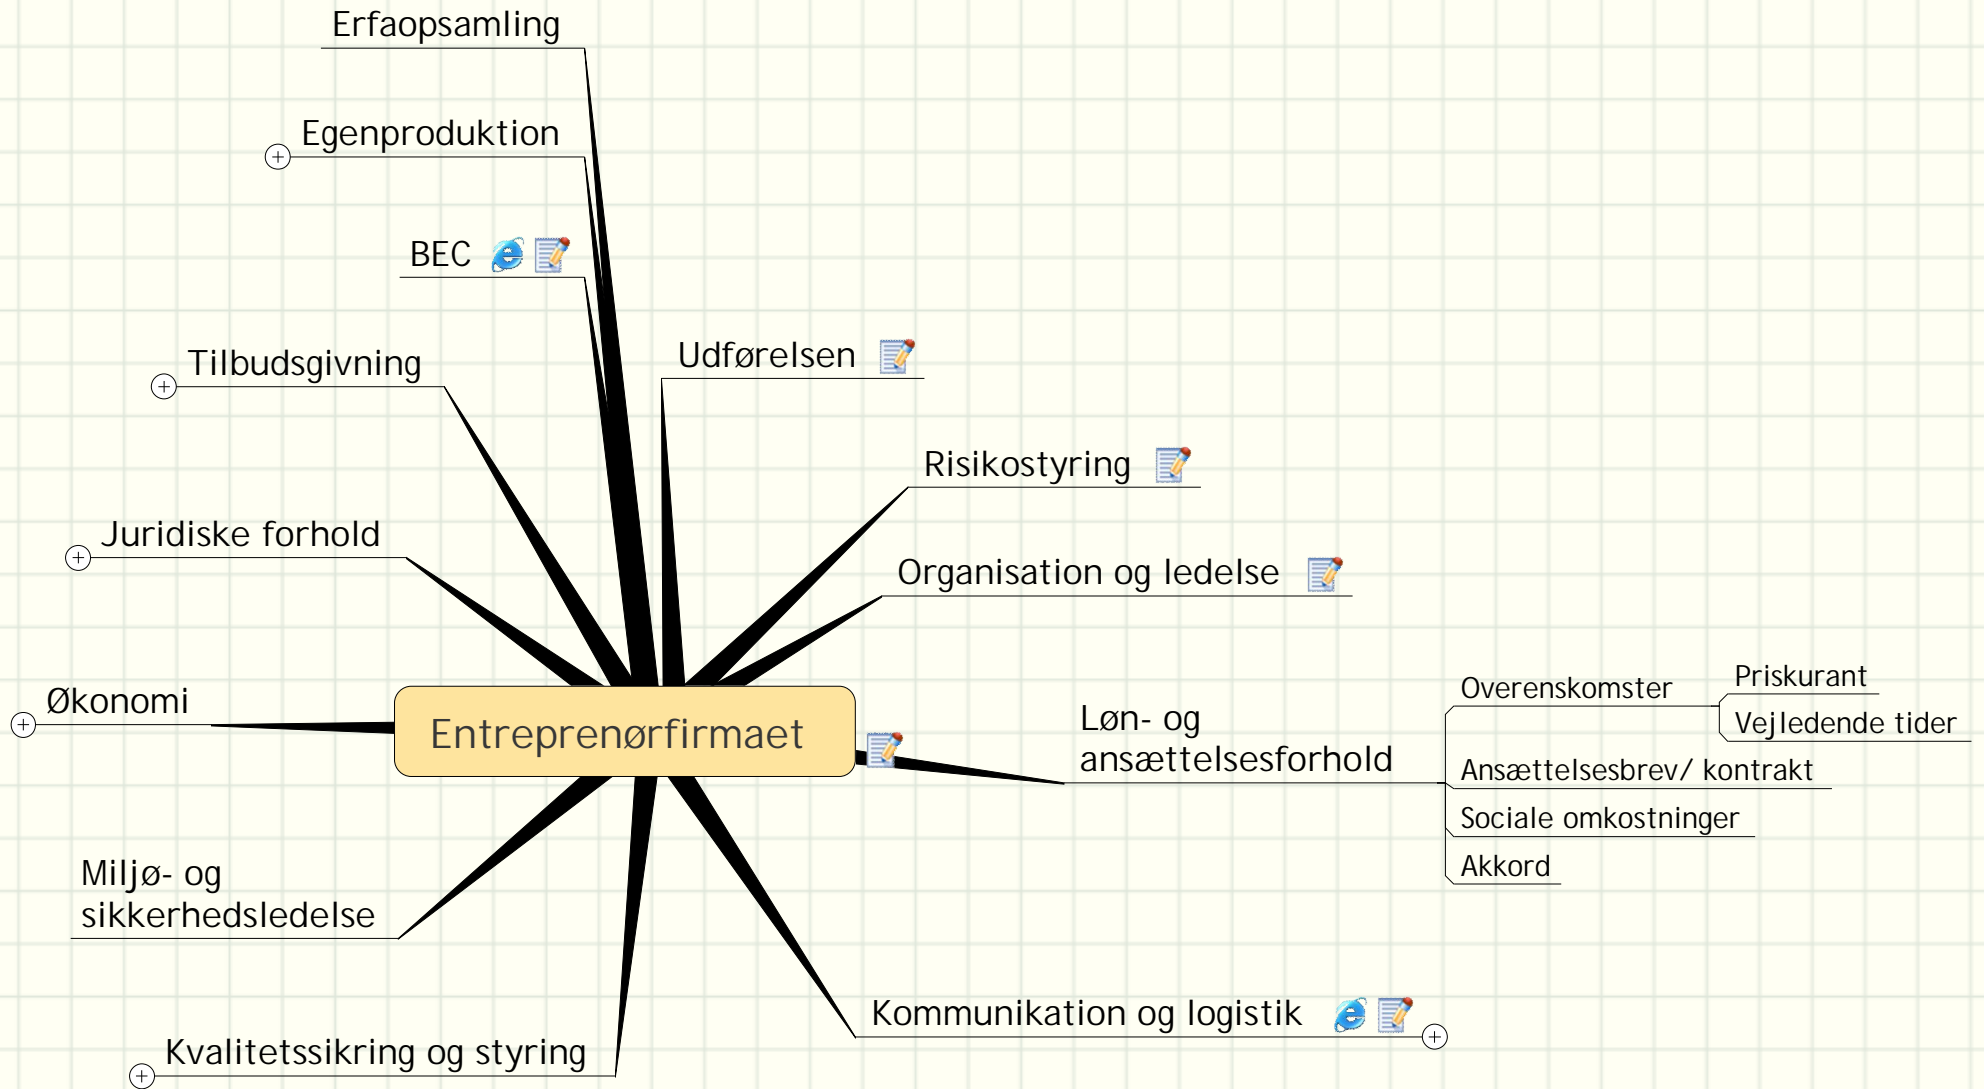 Erfaopsamling
Egenproduktion
BEC
Tilbudsgivning
Udførelsen
Risikostyring
Juridiske forhold
Organisation og ledelse
Økonomi
Entreprenørfirmaet
Løn- og
ansættelsesforhold
Overenskomster
Priskurant
Vejledende tider
Ansættelsesbrev/ kontrakt
Sociale omkostninger
Akkord
Miljø- og
sikkerhedsledelse
Kommunikation og logistik
Kvalitetssikring og styring